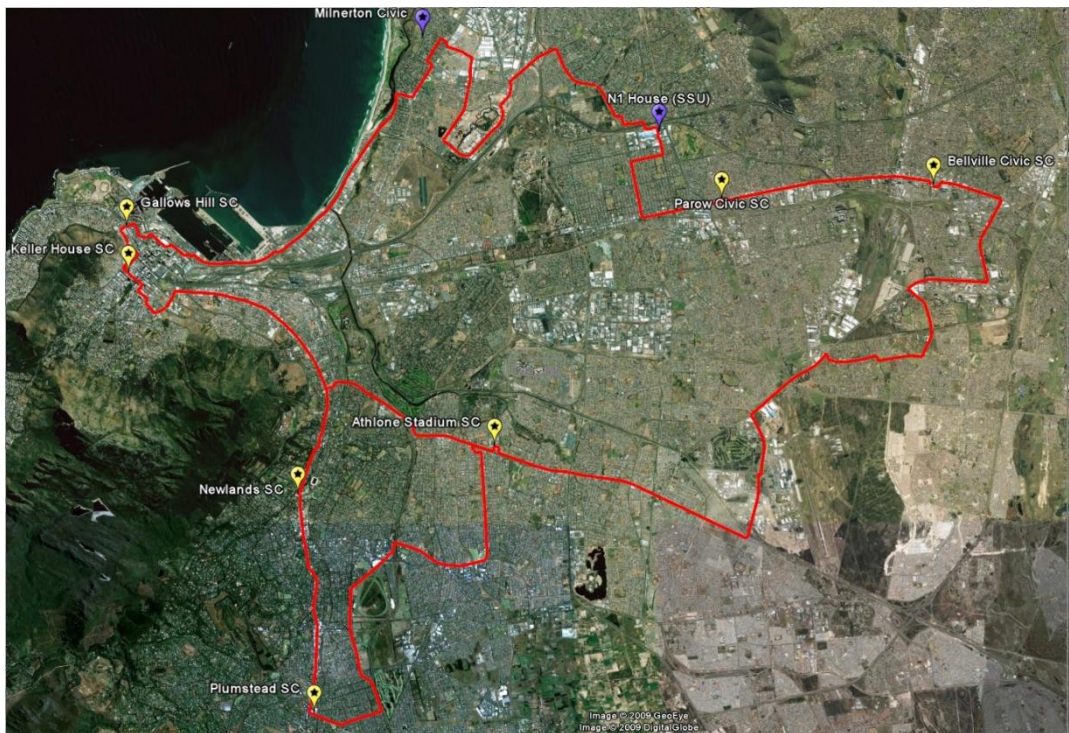 Milnerton Civic
N1 House (SSU)
Bellville Civic SC
Gallows Hill SC
Parow Civic SC
Keller House SC
Athlone Stadium SC
Newlands SC
Plumstead SC
Image © 2009 GeoEye
Image © 2009 DigitalGlobe